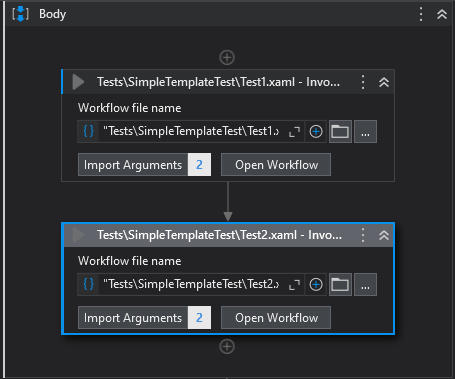 Body
Tests\SimpleTemplateTest\Test1.xaml - Invo...
Workflow file name
"Tests\SimpleTemplateTest\Test1.x
...
Import Arguments 2 Open Workflow
Tests\SimpleTemplateTest\Test2.xaml - Invo...
Workflow file name
"Tests\SimpleTemplateTest\Test2.x
...
Import Arguments 2 Open Workflow